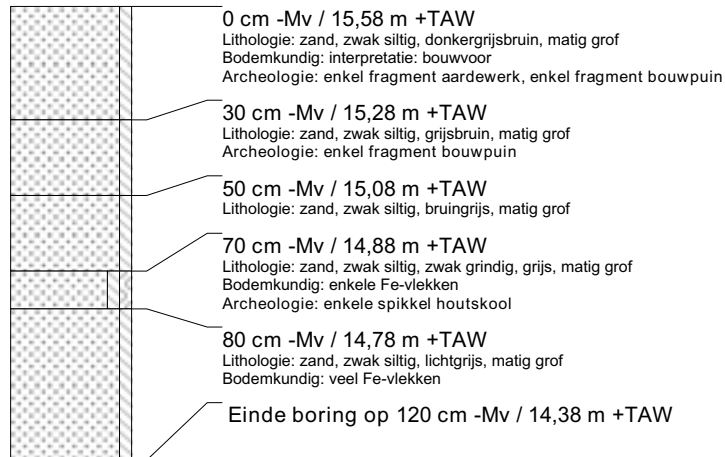 0 cm -Mv / 15,58 m +TAW
Lithologie: zand, zwak siltig, donkergrijsbruin, matig grof
Bodemkundig: interpretatie: bouwvoor
Archeologie: enkel fragment aardewerk, enkel fragment bouwpuin
30 cm -Mv / 15,28 m +TAW
Lithologie: zand, zwak siltig, grijsbruin, matig grof
Archeologie: enkel fragment bouwpuin
50 cm -Mv / 15,08 m +TAW
Lithologie: zand, zwak siltig, bruingrijs, matig grof
70 cm -Mv / 14,88 m +TAW
Lithologie: zand, zwak siltig, zwak grindig, grijs, matig grof
Bodemkundig: enkele Fe-vlekken
Archeologie: enkele spikkel houtskool
80 cm -Mv / 14,78 m +TAW
Lithologie: zand, zwak siltig, lichtgrijs, matig grof
Bodemkundig: veel Fe-vlekken
Einde boring op 120 cm -Mv / 14,38 m +TAW